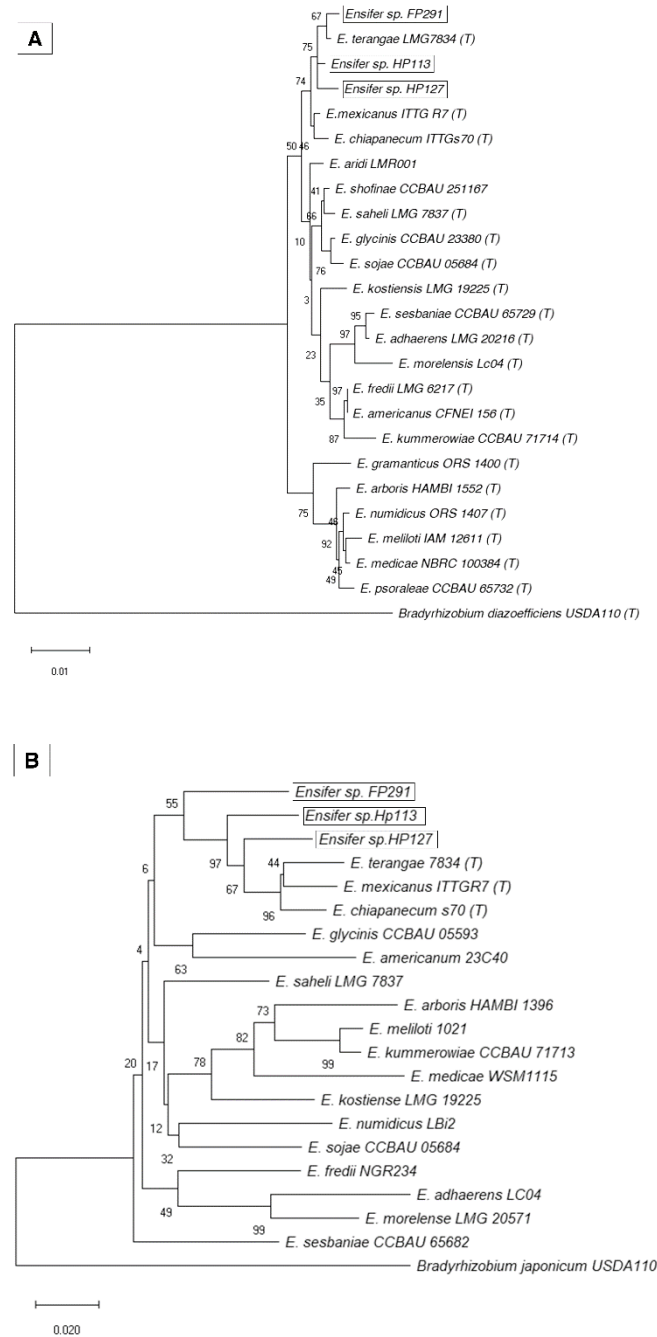 A
67
Ensifer sp. FP291
E. terangae LMG7834 (T)
75
Ensifer sp. HP113
74
Ensifer sp. HP127
E.mexicanus ITTG R7 (T)
E. chiapanecum ITTGs70 (T)
50 46
E. aridi LMR001
41
E. shofinae CCBAU 251167
66
E. saheli LMG 7837 (T)
10
E. glycinis CCBAU 23380 (T)
76
E. sojae CCBAU 05684 (T)
3
E. kostiensis LMG 19225 (T)
95
E. sesbaniae CCBAU 65729 (T)
97
E. adhaerens LMG 20216 (T)
23
E. morelensis Lc04 (T)
97
E. fredii LMG 6217 (T)
35
E. americanus CFNEI 156 (T)
87
E. kummerowiae CCBAU 71714 (T)
E. gramanticus ORS 1400 (T)
E. arboris HAMBI 1552 (T)
75
E. numidicus ORS 1407 (T)
46
E. meliloti IAM 12611 (T)
92
E. medicae NBRC 100384 (T)
45
49
E. psoraleae CCBAU 65732 (T)
Bradyrhizobium diazoefficiens USDA110 (T)
0.01
B
Ensifer sp. FP291
55
Ensifer sp.Hp113
Ensifer sp.HP127
97
44
E. terangae 7834 (T)
6
67
E. mexicanus ITTGR7 (T)
96
E. chiapanecum s70 (T)
E. glycinis CCBAU 05593
4
E. americanum 23C40
63
E. saheli LMG 7837
73
E. arboris HAMBI 1396
82
E. meliloti 1021
20
17
78
E. kummerowiae CCBAU 71713
99
E. medicae WSM1115
E. kostiense LMG 19225
12
E. numidicus LBi2
E. sojae CCBAU 05684
32
E. fredii NGR234
49
E. adhaerens LC04
99
E. morelense LMG 20571
E. sesbaniae CCBAU 65682
Bradyrhizobium japonicum USDA110
0.020